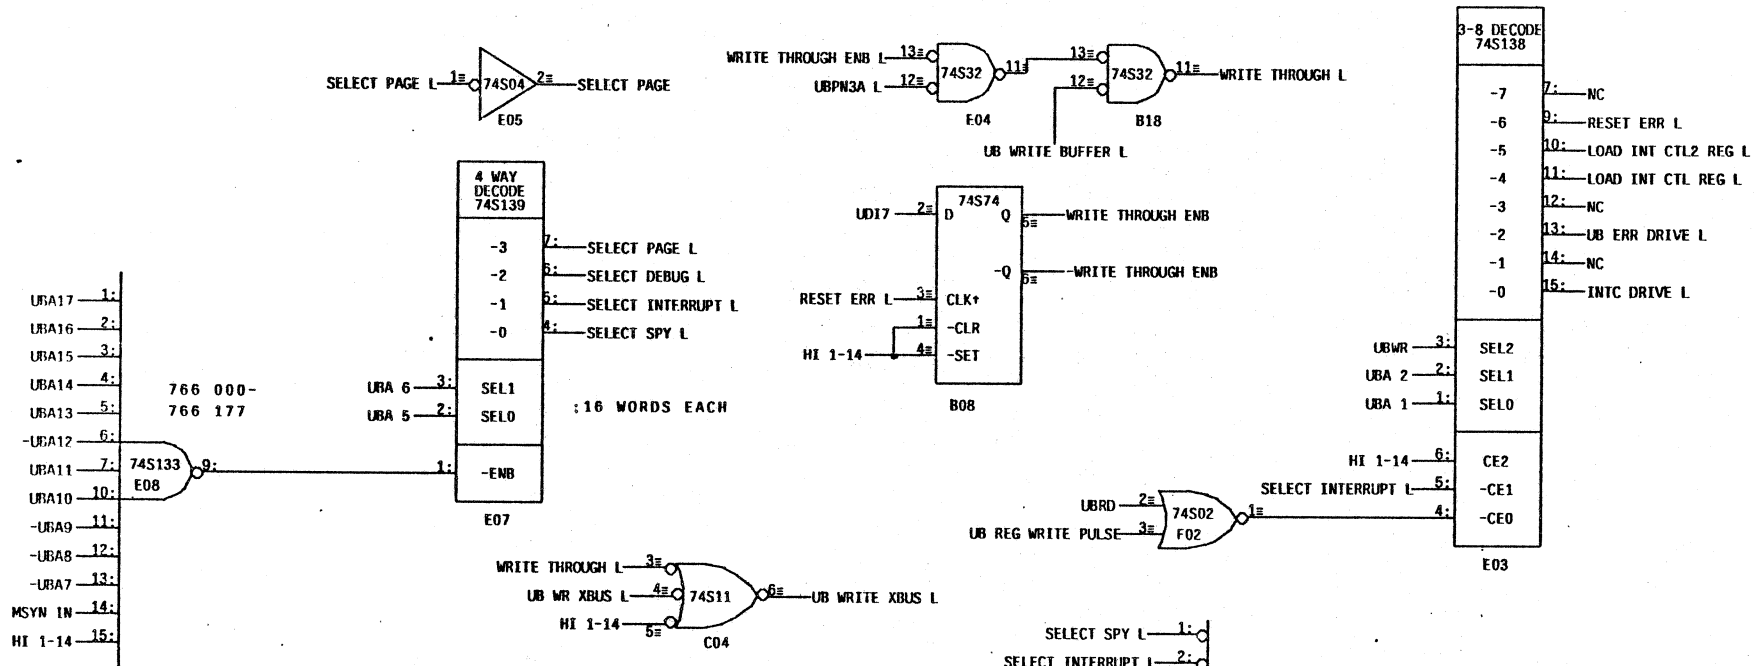 SELECT PAGE L 1≡ 74S04 2≡ SELECT PAGE
E05
WRITE THROUGH ENB L 13≡
UBPN3A L 12≡
74S32 11≡
E04
13≡
12≡
74S32 11≡ WRITE THROUGH L
B18
UB WRITE BUFFER L
3-8 DECODE
74S138
-7 7: NC
-6 9: RESET ERR L
-5 10: LOAD INT CTL2 REG L
-4 11: LOAD INT CTL REG L
-3 12: NC
-2 13: UB ERR DRIVE L
-1 14: NC
-0 15: INTC DRIVE L
UBWR 3: SEL2
UBA 2 2: SEL1
UBA 1 1: SEL0
HI 1-14 6: CE2
SELECT INTERRUPT L 5: -CE1
4: -CE0
E03
4 WAY
DECODE
74S139
-3 7: SELECT PAGE L
-2 6: SELECT DEBUG L
-1 5: SELECT INTERRUPT L
-0 4: SELECT SPY L
UBA 6 3: SEL1
UBA 5 2: SEL0
1: -ENB
E07
;16 WORDS EACH
74S74
UDI7 2≡ D Q 5≡ WRITE THROUGH ENB
-Q 6≡ -WRITE THROUGH ENB
RESET ERR L 3≡ CLK↑
1≡ -CLR
HI 1-14 4≡ -SET
B08
UBA17 1:
UBA16 2:
UBA15 3:
UBA14 4:
UBA13 5:
-UBA12 6:
UBA11 7:
UBA10 10:
-UBA9 11:
-UBA8 12:
-UBA7 13:
MSYN IN 14:
HI 1-14 15:
766 000-
766 177
74S133 9:
E08
UBRD 2≡
UB REG WRITE PULSE 3≡
74S02 1≡
F02
WRITE THROUGH L 3≡
UB WR XBUS L 4≡
HI 1-14 5≡
74S11 6≡ UB WRITE XBUS L
C04
SELECT SPY L 1:
SELECT INTERRUPT L 2: